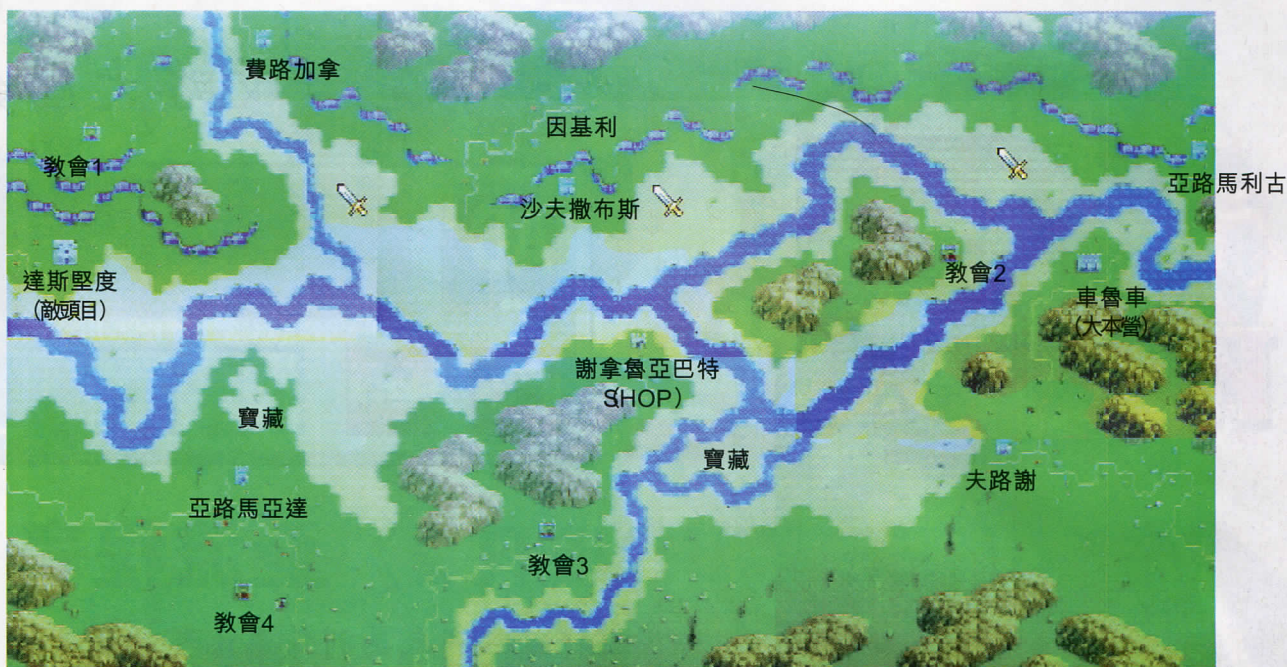 費路加拿
因基利
教會1
亞路馬利古
沙夫撒布斯
教會2
達斯堅度
(敵頭目)
車魯車
(大本營)
謝拿魯亞巴特
(SHOP)
寶藏
寶藏
夫路謝
亞路馬亞達
教會3
教會4